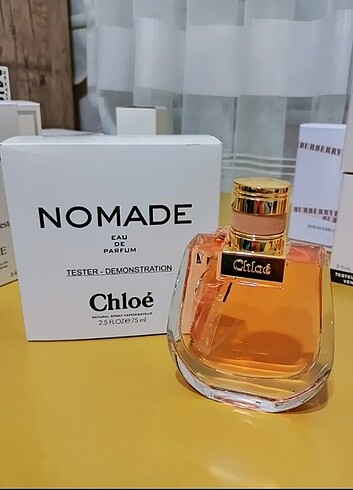 NOMADE
EAU
DE
PARFUM
TESTER - DEMONSTRATION
Chloé
NATURAL SPRAY VAPORISATEUR
2.5 FL.OZ℮75 ml
Chloé
BURBERRY
BURBERRY